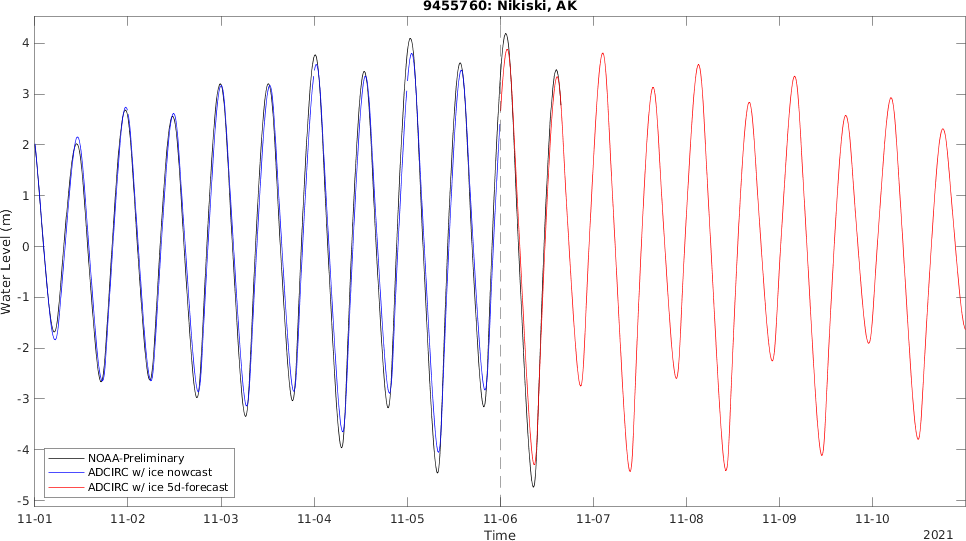 9455760: Nikiski, AK
Water Level (m)
4
3
2
1
0
-1
-2
-3
-4
-5
NOAA-Preliminary
ADCIRC w/ ice nowcast
ADCIRC w/ ice 5d-forecast
11-01 11-02 11-03 11-04 11-05 11-06 11-07 11-08 11-09 11-10
Time
2021